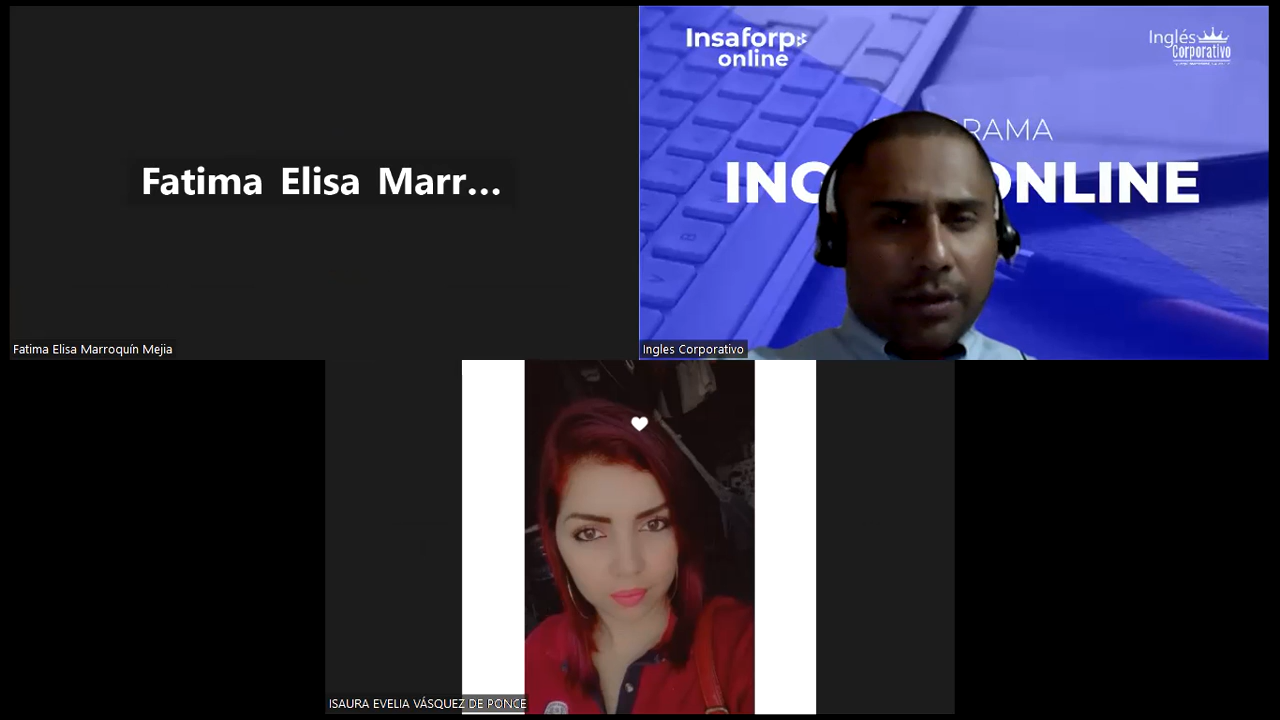 Fatima Elisa Marr...
Fatima Elisa Marroquín Mejia
Insaforp
online
Inglés
Corporativo
RAMA
ING
ONLINE
Ingles Corporativo
ISAURA EVELIA VÁSQUEZ DE PONCE